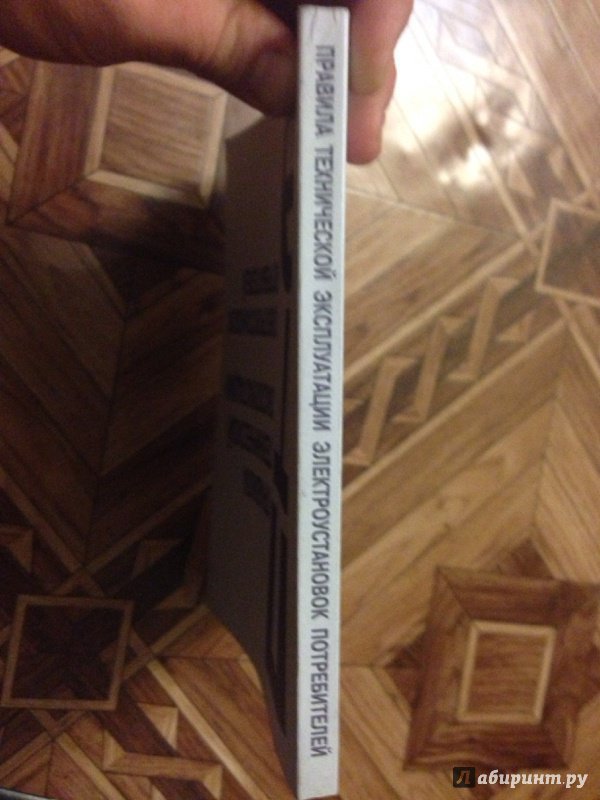 ПРАВИЛА ТЕХНИЧЕСКОЙ ЭКСПЛУАТАЦИИ ЭЛЕКТРОУСТАНОВОК ПОТРЕБИТЕЛЕЙ
Лабиринт.ру